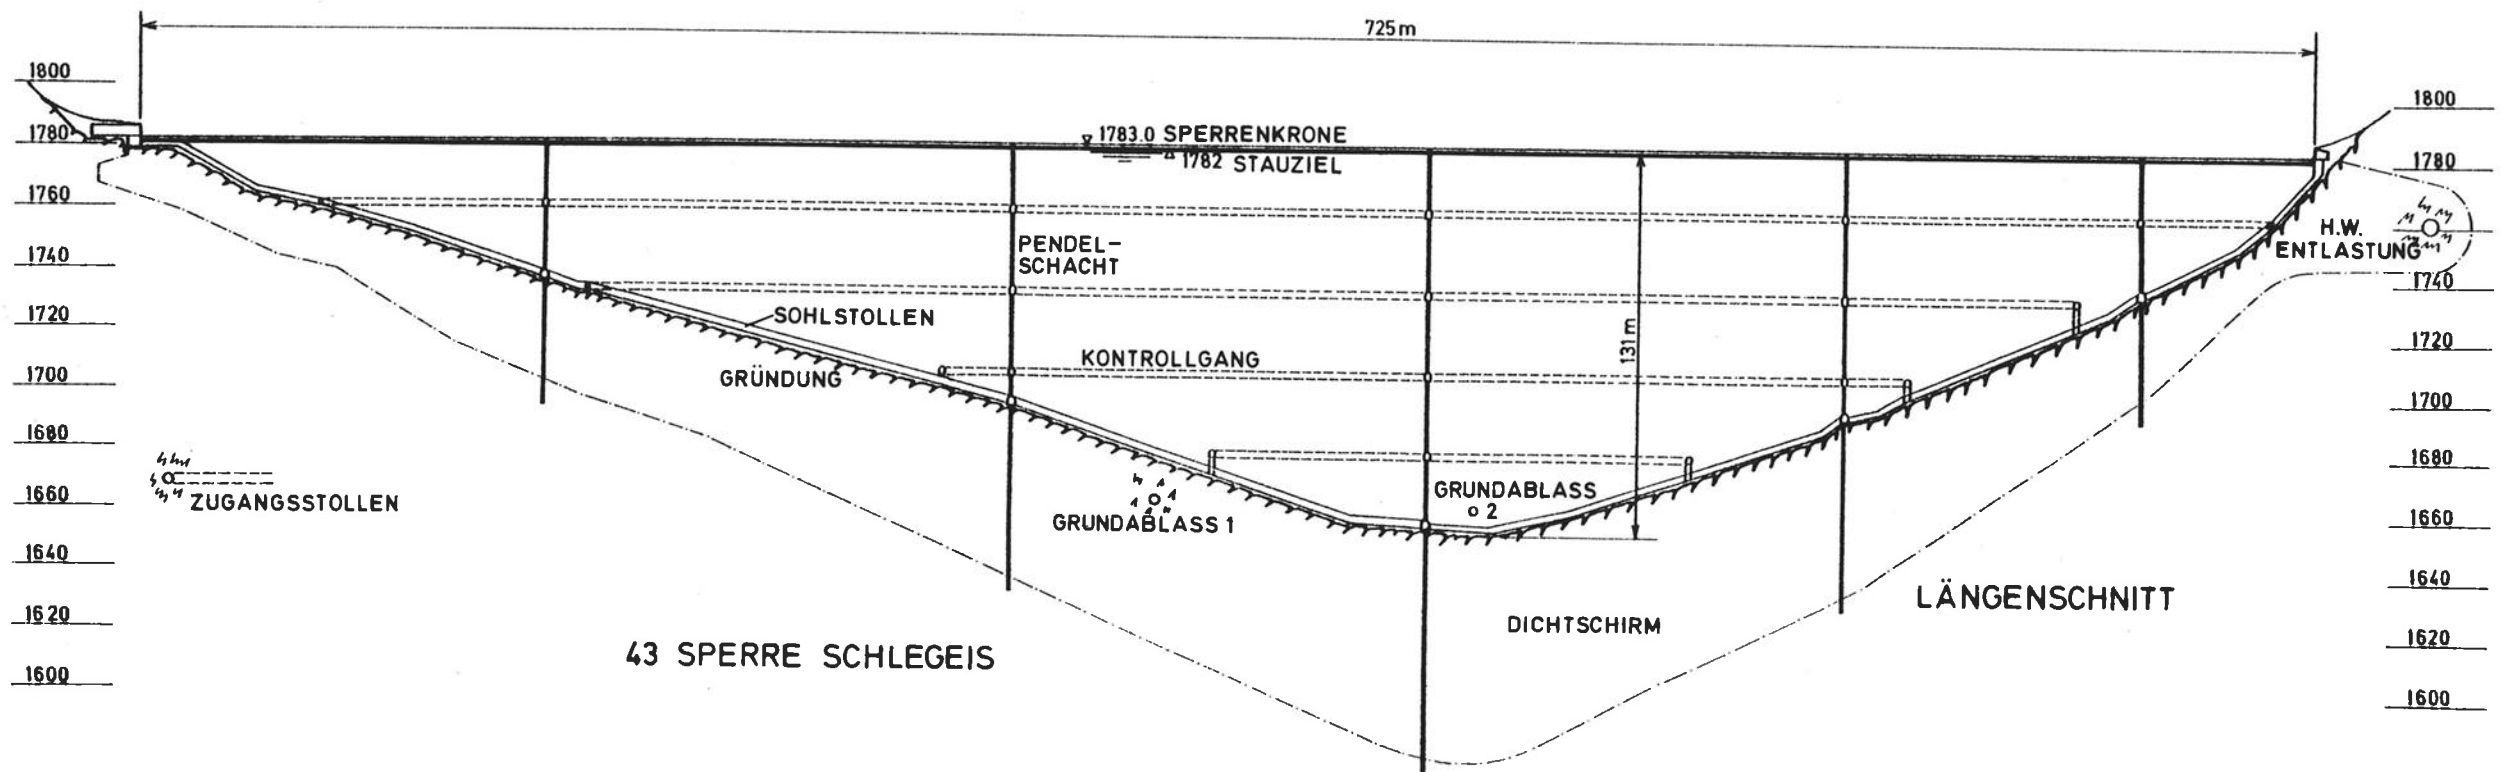 725 m
1800
1780
1760
1740
1720
1700
1680
1660
1640
1620
1600
1783.0 SPERRENKRONE
1782 STAUZIEL
PENDEL-
SCHACHT
SOHLSTOLLEN
KONTROLLGANG
GRÜNDUNG
131 m
ZUGANGSSTOLLEN
GRUNDABLASS 1
GRUNDABLASS
2
H.W.
ENTLASTUNG
DICHTSCHIRM
LÄNGENSCHNITT
43 SPERRE SCHLEGEIS
1800
1780
1740
1720
1700
1680
1660
1640
1620
1600